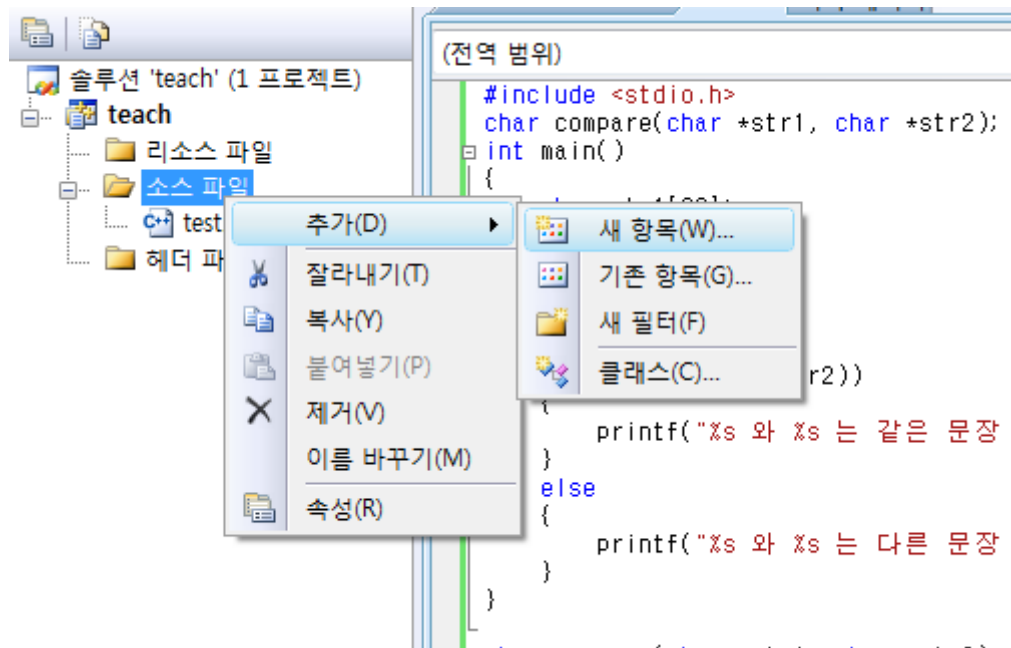 솔루션 'teach' (1 프로젝트)
teach
리소스 파일
소스 파일
test
헤더 파
추가(D)
잘라내기(T)
복사(Y)
붙여넣기(P)
제거(V)
이름 바꾸기(M)
속성(R)
새 항목(W)...
기존 항목(G)...
새 필터(F)
클래스(C)...
(전역 범위)
#include <stdio.h>
char compare(char *str1, char *str2);
int main()
{
r2))
{
printf("%s 와 %s 는 같은 문장
}
else
{
printf("%s 와 %s 는 다른 문장
}
}